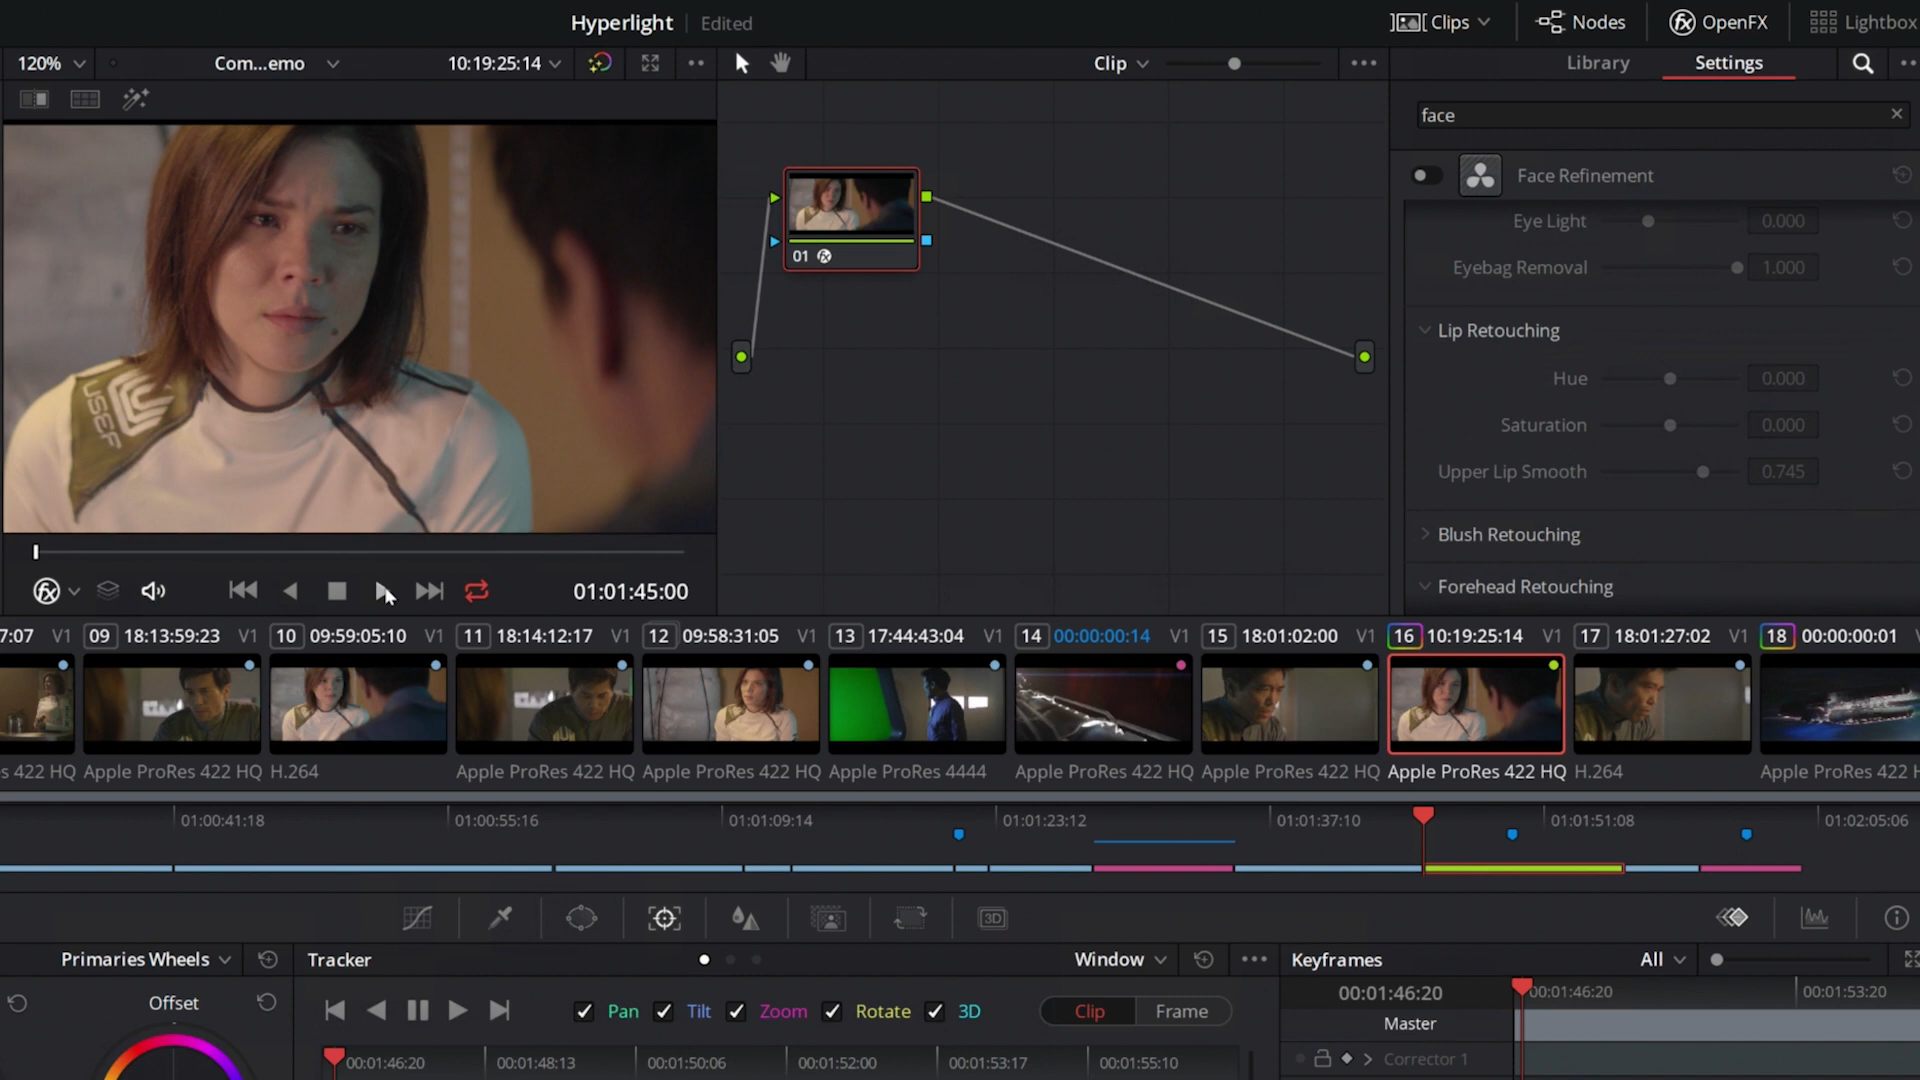 Hyperlight Edited
Clips
Nodes
OpenFX
Lightbox
120%
Com...emo
10:19:25:14
Clip
Library
Settings
face
Face Refinement
Eye Light 0.000
Eyebag Removal 1.000
Lip Retouching
Hue 0.000
Saturation 0.000
Upper Lip Smooth 0.745
Blush Retouching
Forehead Retouching
USEF
01
01:01:45:00
7:07 V1 09 18:13:59:23 V1 10 09:59:05:10 V1 11 18:14:12:17 V1 12 09:58:31:05 V1 13 17:44:43:04 V1 14 00:00:00:14 V1 15 18:01:02:00 V1 16 10:19:25:14 V1 17 18:01:27:02 V1 18 00:00:00:01
s 422 HQ Apple ProRes 422 HQ H.264 Apple ProRes 422 HQ Apple ProRes 422 HQ Apple ProRes 4444 Apple ProRes 422 HQ Apple ProRes 422 HQ Apple ProRes 422 HQ H.264 Apple ProRes 422 H
01:00:41:18 01:00:55:16 01:01:09:14 01:01:23:12 01:01:37:10 01:01:51:08 01:02:05:06
3D
Primaries Wheels
Tracker
Window
Keyframes
All
Offset
Pan Tilt Zoom Rotate 3D
Clip Frame
00:01:46:20 00:01:48:13 00:01:50:06 00:01:52:00 00:01:53:17 00:01:55:10
00:01:46:20
00:01:46:20 00:01:53:20
Master
Corrector 1